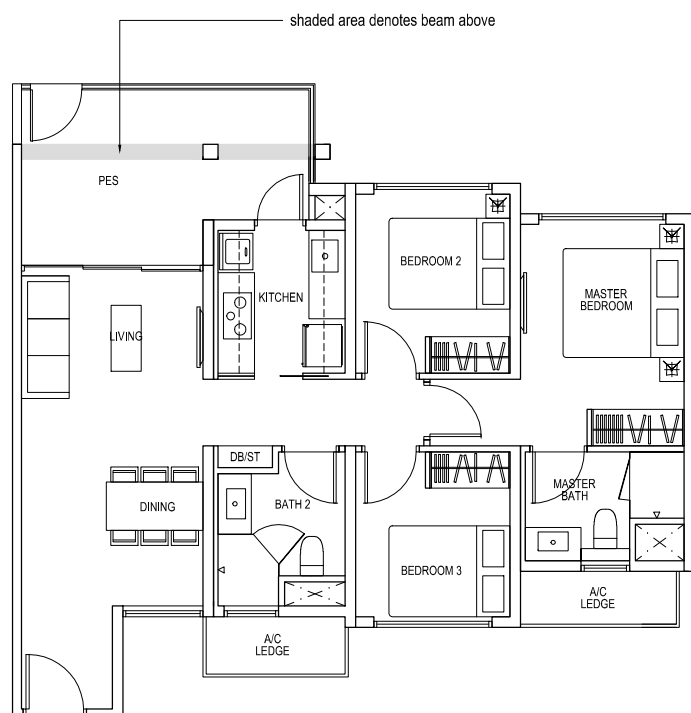 shaded area denotes beam above
PES
BEDROOM 2
KITCHEN
MASTER
BEDROOM
LIVING
DB/ST
MASTER
BATH
BATH 2
DINING
BEDROOM 3
A/C
LEDGE
A/C
LEDGE